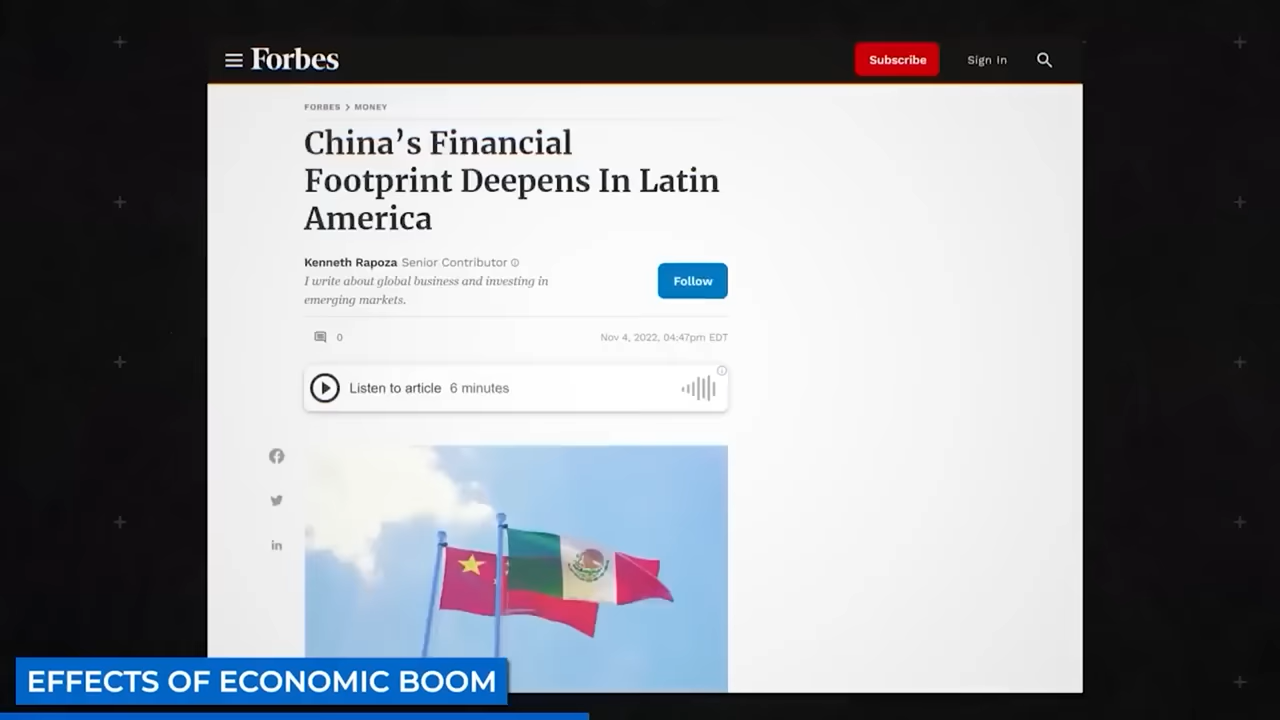 Forbes
Subscribe
Sign In
FORBES > MONEY
China’s Financial
Footprint Deepens In Latin
America
Kenneth Rapoza Senior Contributor
I write about global business and investing in
emerging markets.
Follow
0
Nov 4, 2022, 04:47pm EDT
Listen to article 6 minutes
in
EFFECTS OF ECONOMIC BOOM